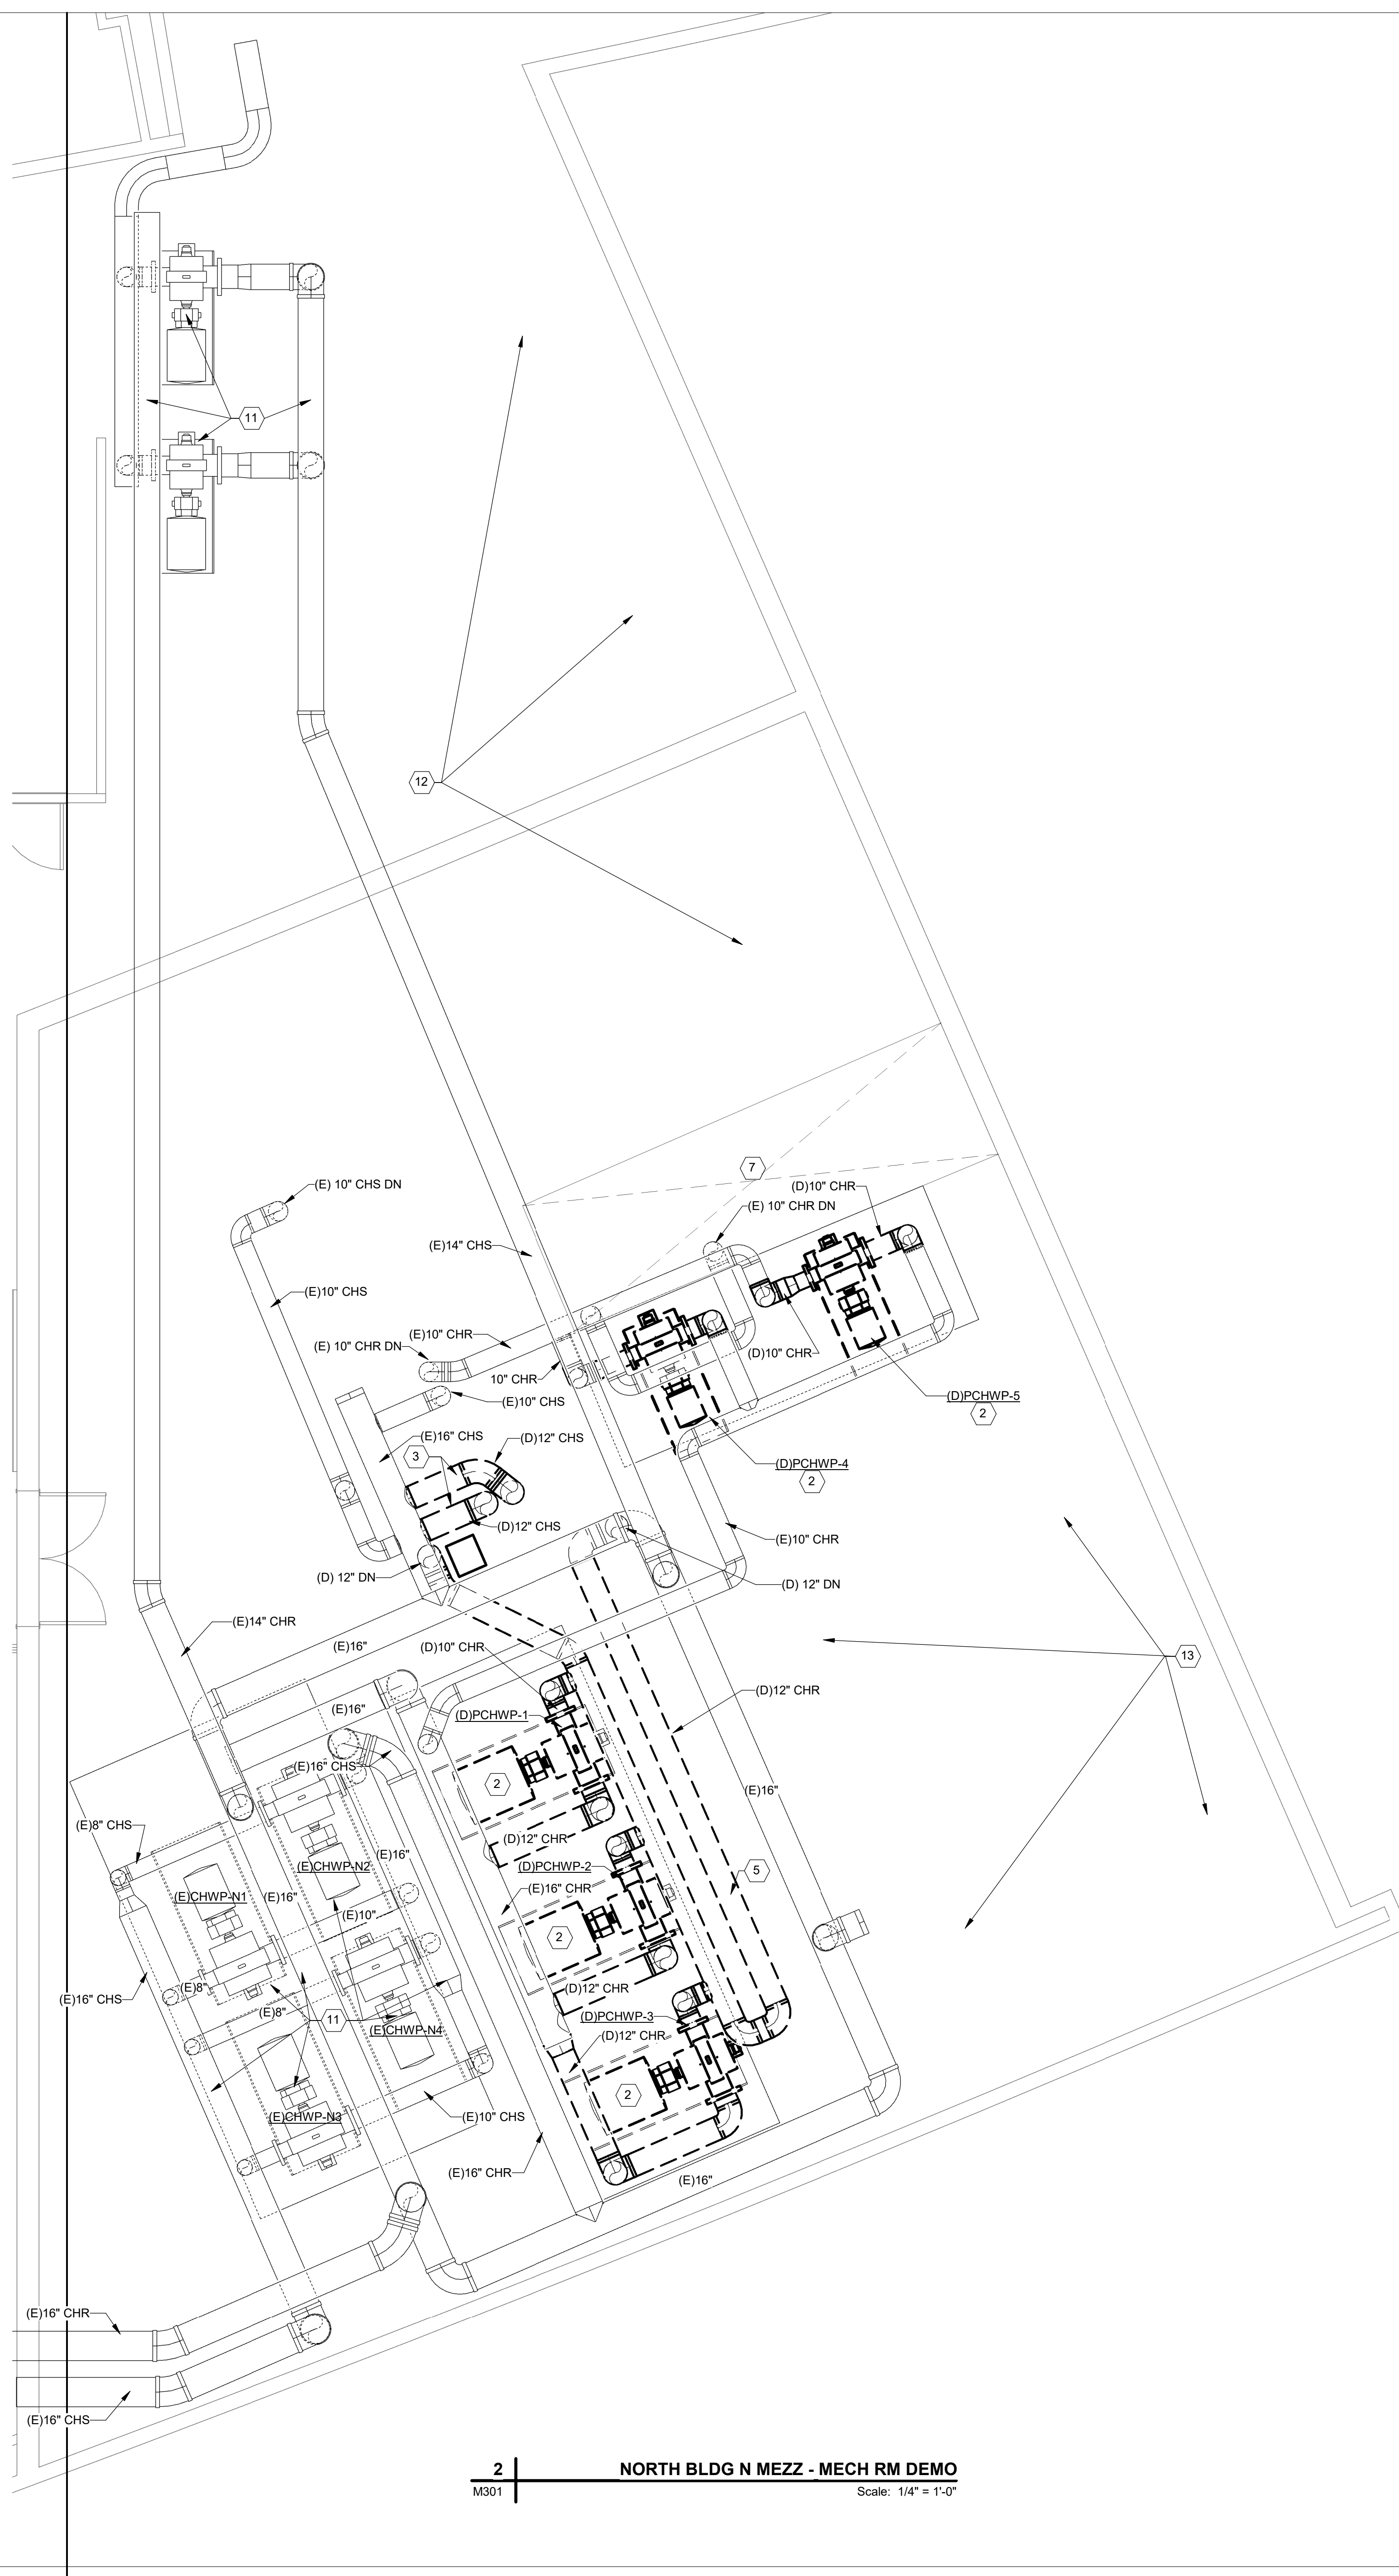 11
12
(E) 10" CHS DN
7
(D)10" CHR
(E) 10" CHR DN
(E)14" CHS
(E)10" CHS
(E)10" CHR
(E) 10" CHR DN
(D)10" CHR
10" CHR
(D)PCHWP-5
2
(E)10" CHS
(E)16" CHS
(D)12" CHS
3
(D)PCHWP-4
2
(D)12" CHS
(E)10" CHR
(D) 12" DN
(D) 12" DN
(E)14" CHR
(E)16"
(D)10" CHR
13
(D)12" CHR
(E)16"
(D)PCHWP-1
(E)16" CHS
2
(E)16"
(E)8" CHS
(D)12" CHR
(E)16"
(E)CHWP-N2
(D)PCHWP-2
5
(E)CHWP-N1
(E)16"
(E)16" CHR
(E)10"
2
(E)8"
(D)12" CHR
(E)16" CHS
(E)8"
11
(D)PCHWP-3
(E)CHWP-N4
(D)12" CHR
2
(E)CHWP-N3
(E)10" CHS
(E)16" CHR
(E)16"
(E)16" CHR
(E)16" CHS
2
NORTH BLDG N MEZZ - MECH RM DEMO
M301
Scale: 1/4" = 1'-0"